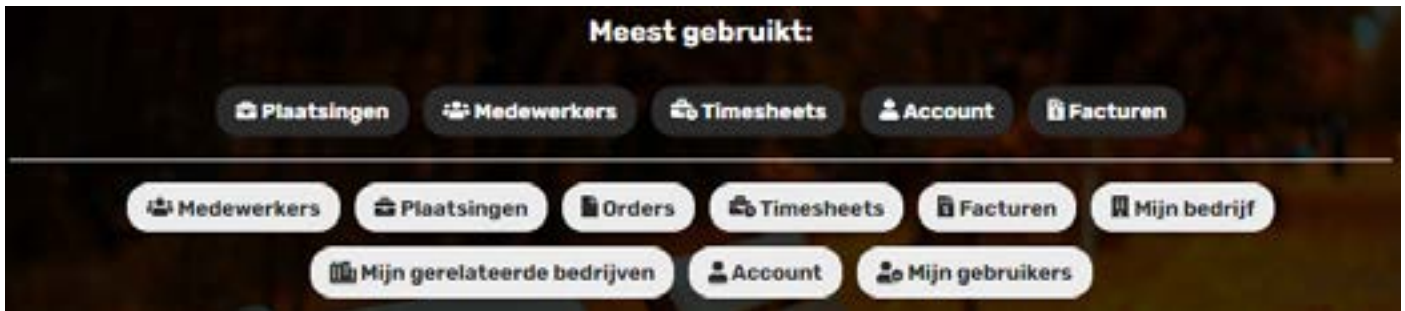 Meest gebruikt:
Plaatsingen Medewerkers Timesheets Account Facturen
Medewerkers Plaatsingen Orders Timesheets Facturen Mijn bedrijf
Mijn gerelateerde bedrijven Account Mijn gebruikers